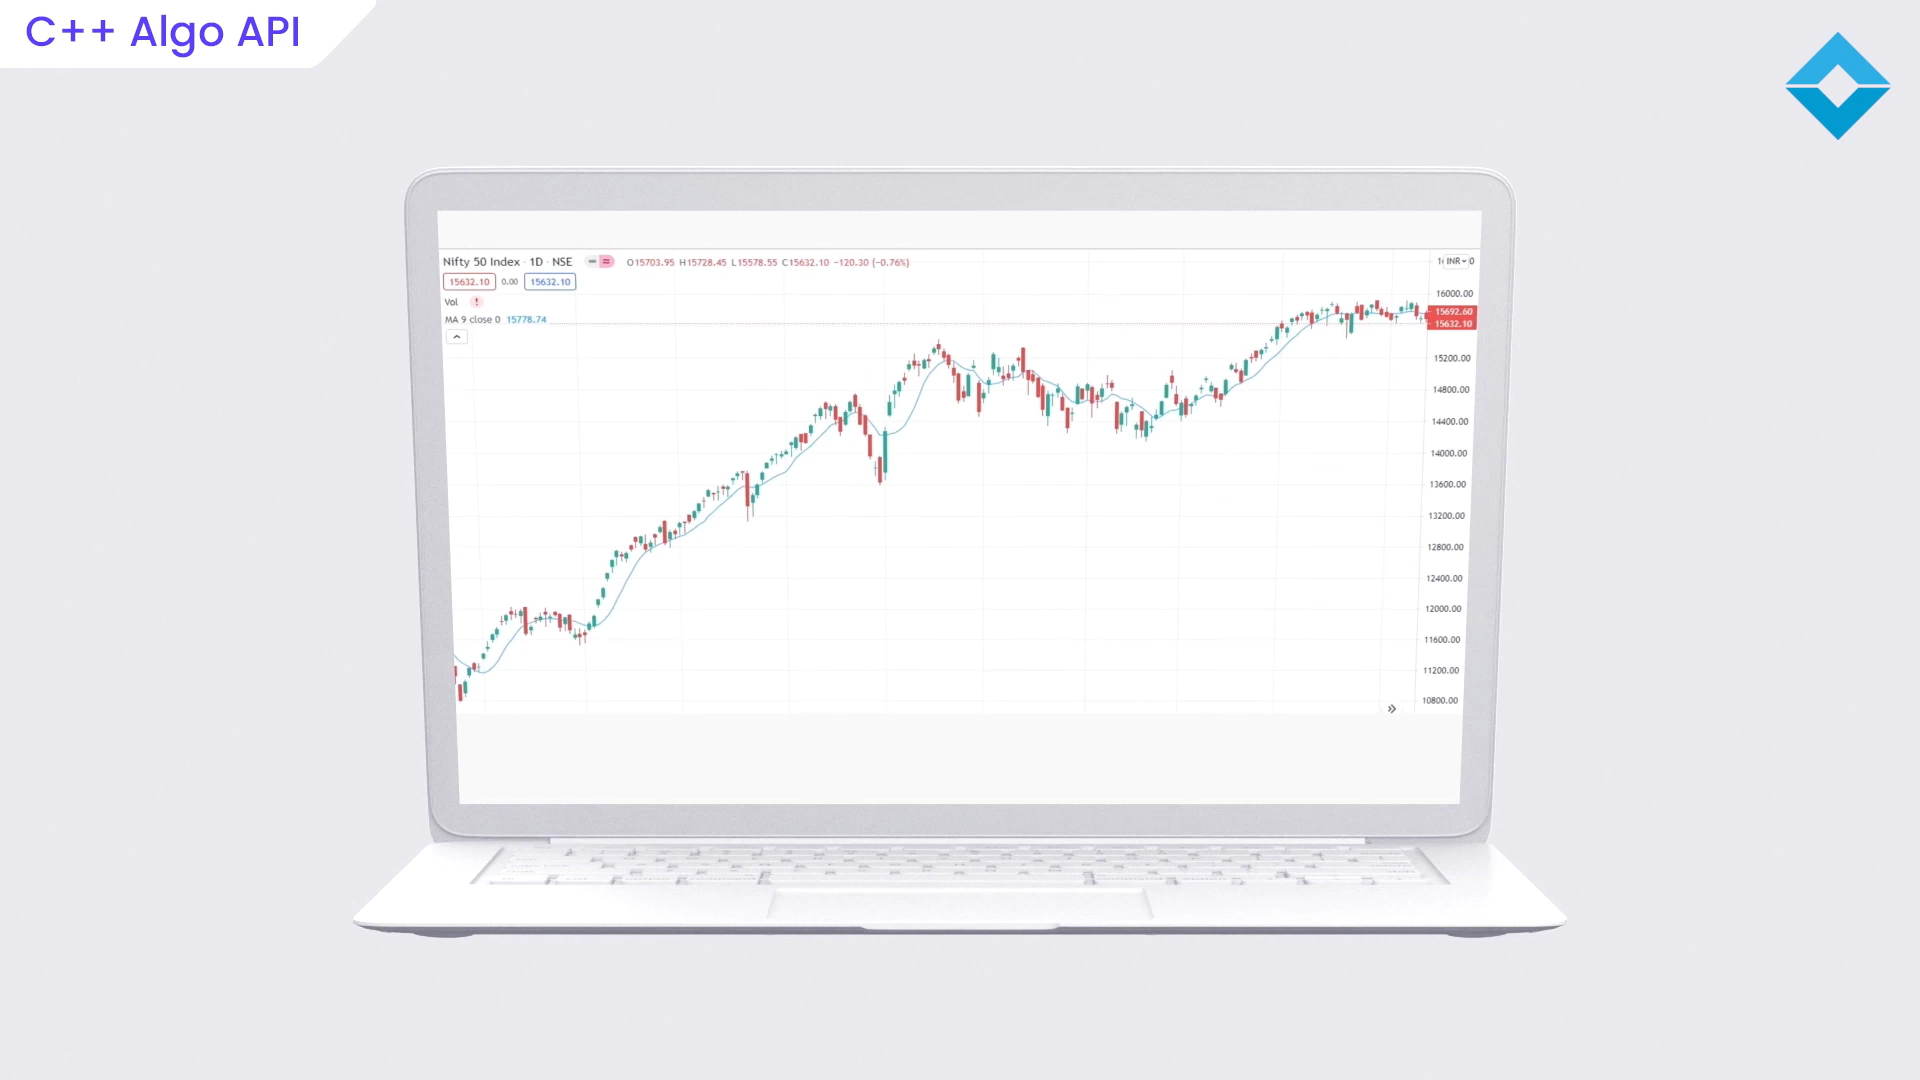 C++ Algo API
Nifty 50 Index · 1D · NSE O15703.95 H15728.45 L15578.55 C15632.10 −120.30 (−0.76%)
15632.10 0.00 15632.10
Vol !
MA 9 close 0 15778.74
INR
16000.00
15692.60
15632.10
15200.00
14800.00
14400.00
14000.00
13600.00
13200.00
12800.00
12400.00
12000.00
11600.00
11200.00
10800.00